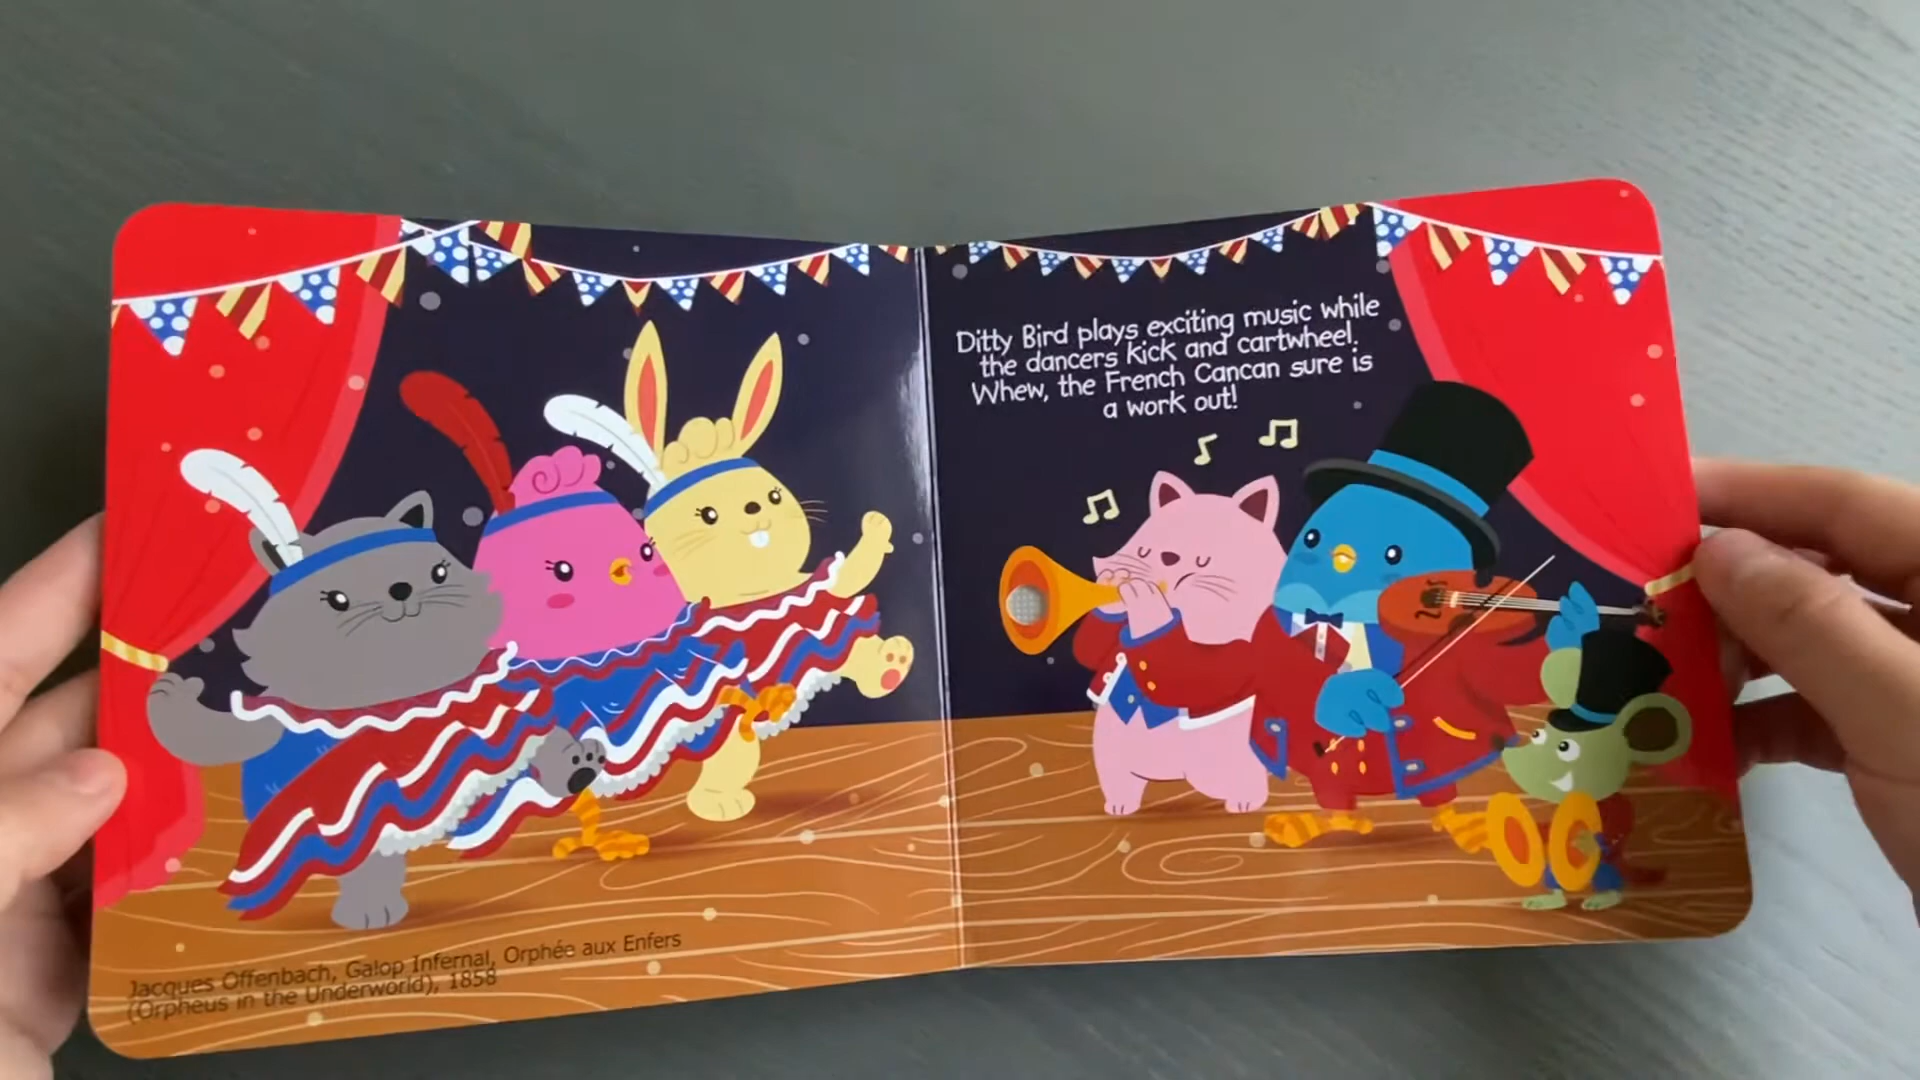 Ditty Bird plays exciting music while
the dancers kick and cartwheel.
Whew, the French Cancan sure is
a work out!
Jacques Offenbach, Galop Infernal, Orphée aux Enfers
(Orpheus in the Underworld), 1858